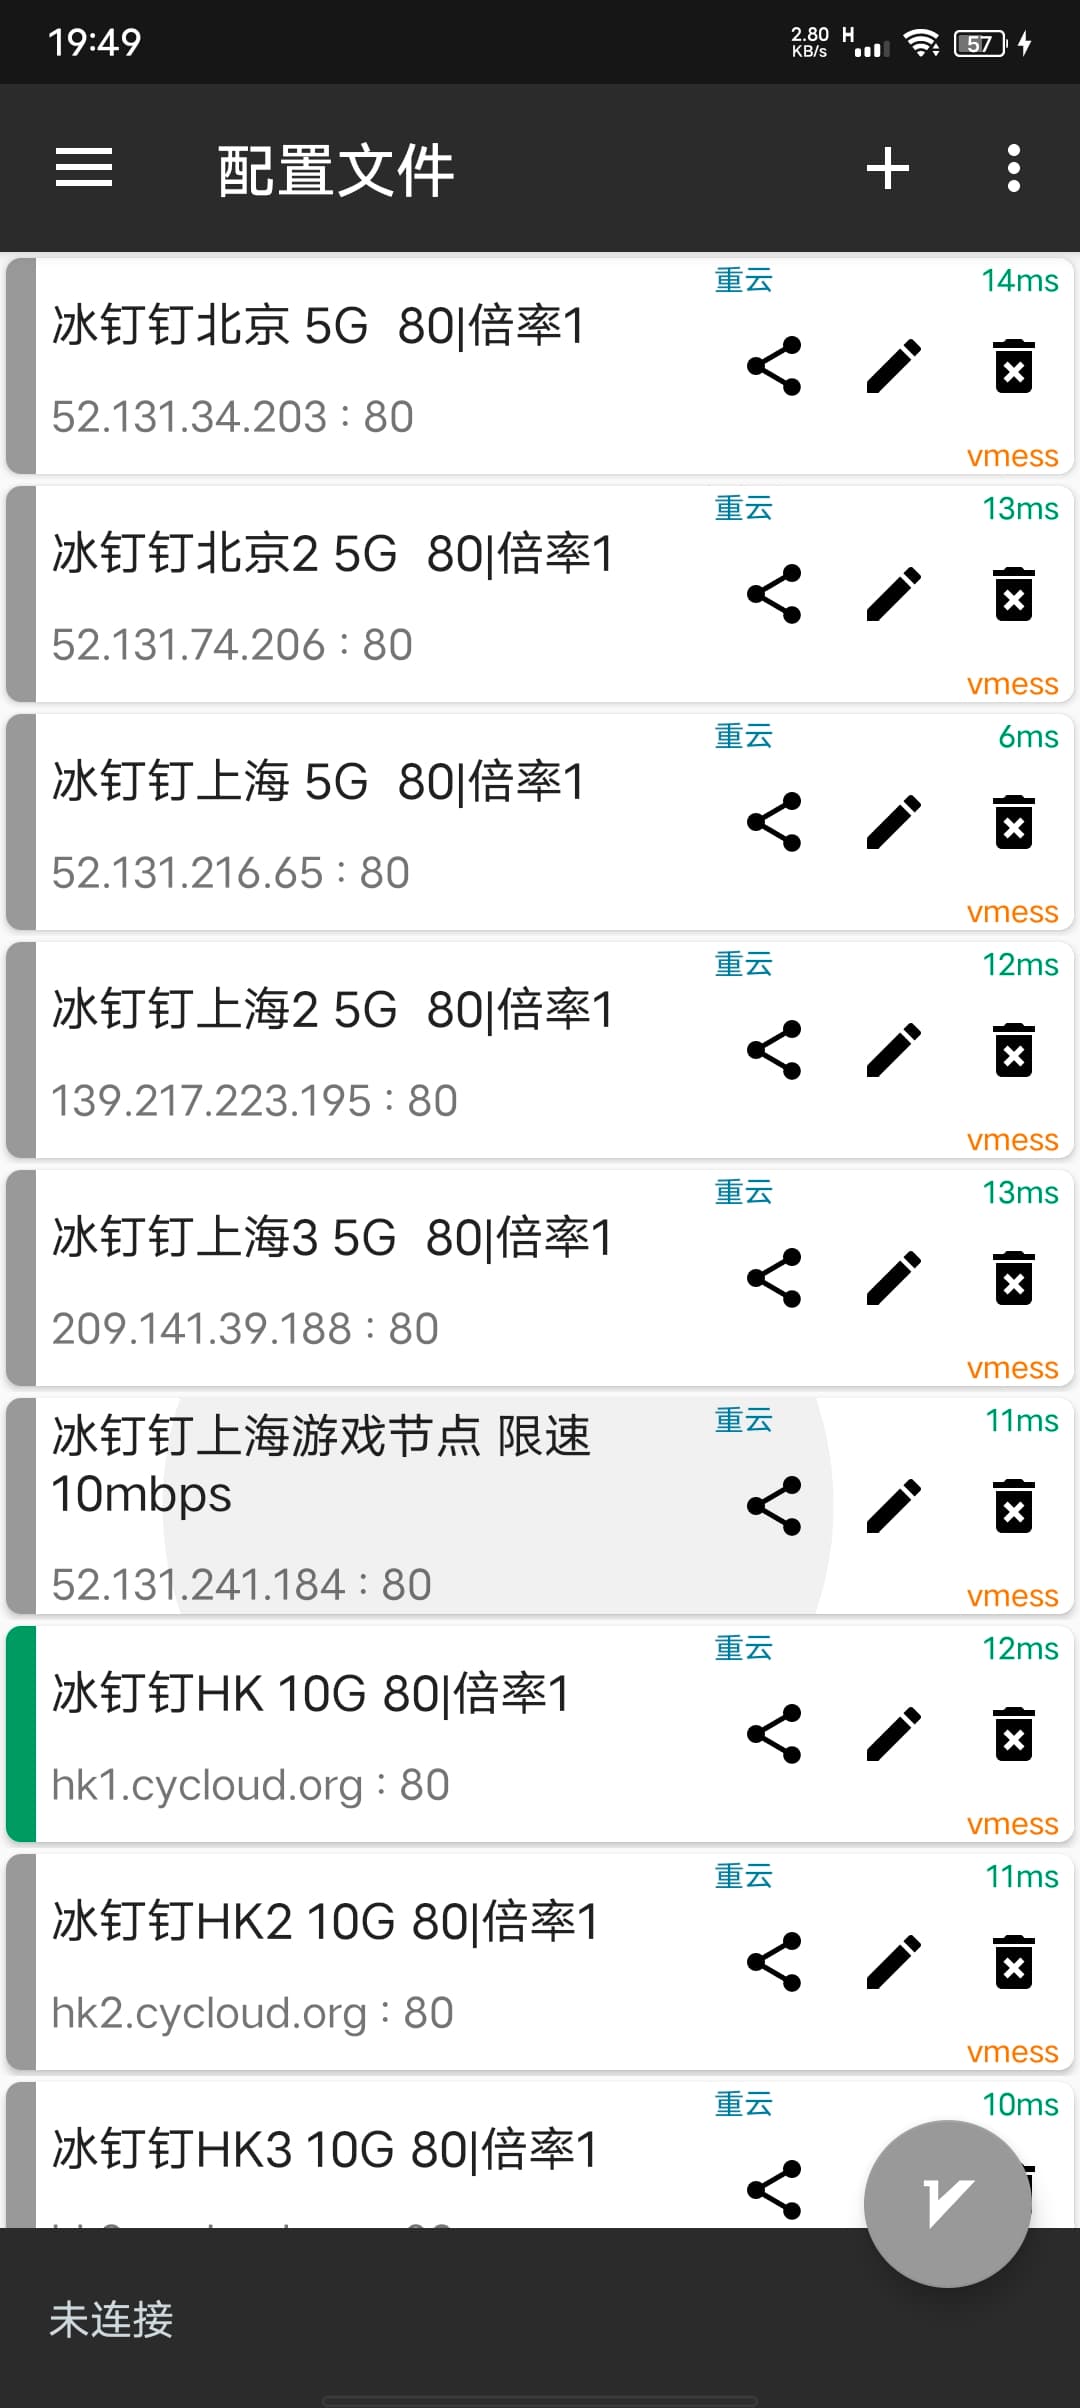 19:49
2.80 KB/s H 57
配置文件
重云 14ms
冰钉钉北京 5G  80|倍率1
52.131.34.203 : 80
vmess
重云 13ms
冰钉钉北京2 5G  80|倍率1
52.131.74.206 : 80
vmess
重云 6ms
冰钉钉上海 5G  80|倍率1
52.131.216.65 : 80
vmess
重云 12ms
冰钉钉上海2 5G  80|倍率1
139.217.223.195 : 80
vmess
重云 13ms
冰钉钉上海3 5G  80|倍率1
209.141.39.188 : 80
vmess
重云 11ms
冰钉钉上海游戏节点 限速
10mbps
52.131.241.184 : 80
vmess
重云 12ms
冰钉钉HK 10G 80|倍率1
hk1.cycloud.org : 80
vmess
重云 11ms
冰钉钉HK2 10G 80|倍率1
hk2.cycloud.org : 80
vmess
重云 10ms
冰钉钉HK3 10G 80|倍率1
未连接